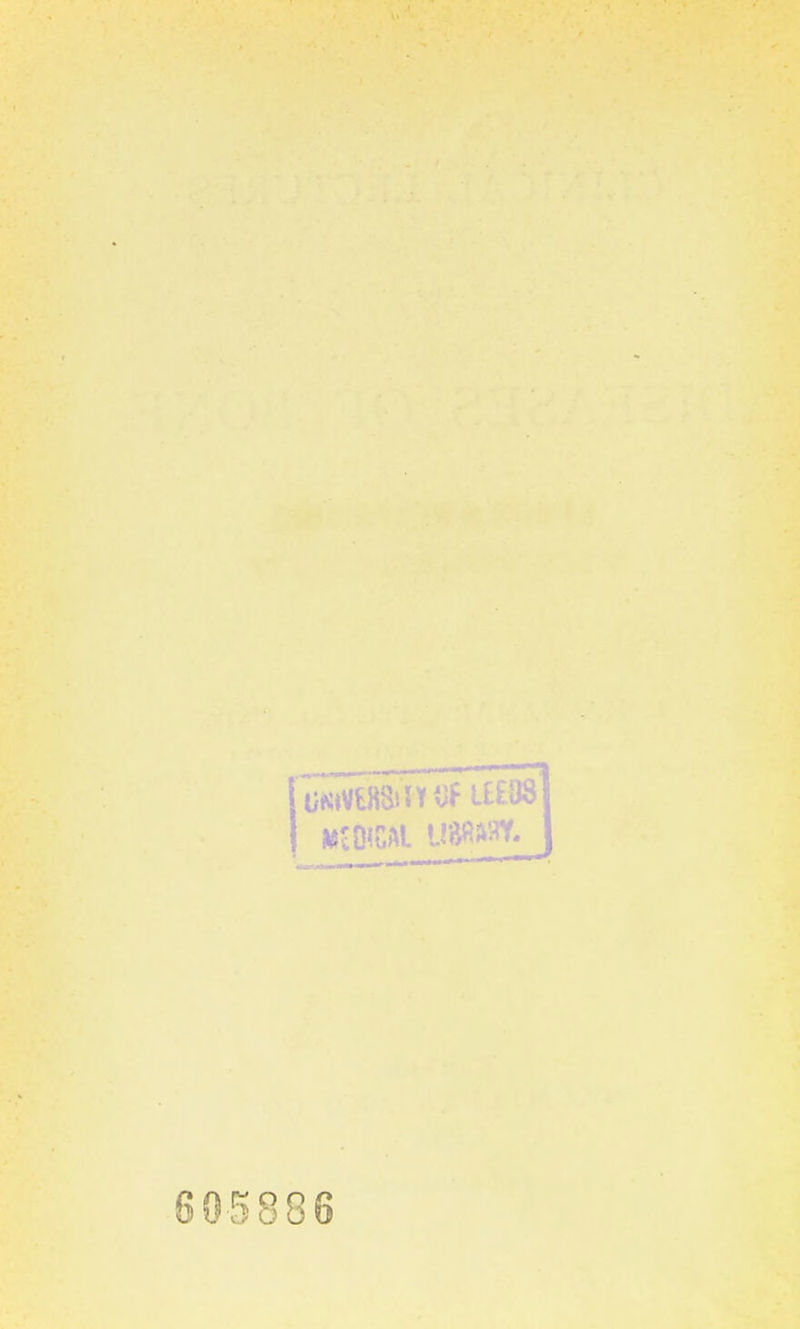 UNIVERSITY OF LEEDS
MEDICAL LIBRARY.
605886